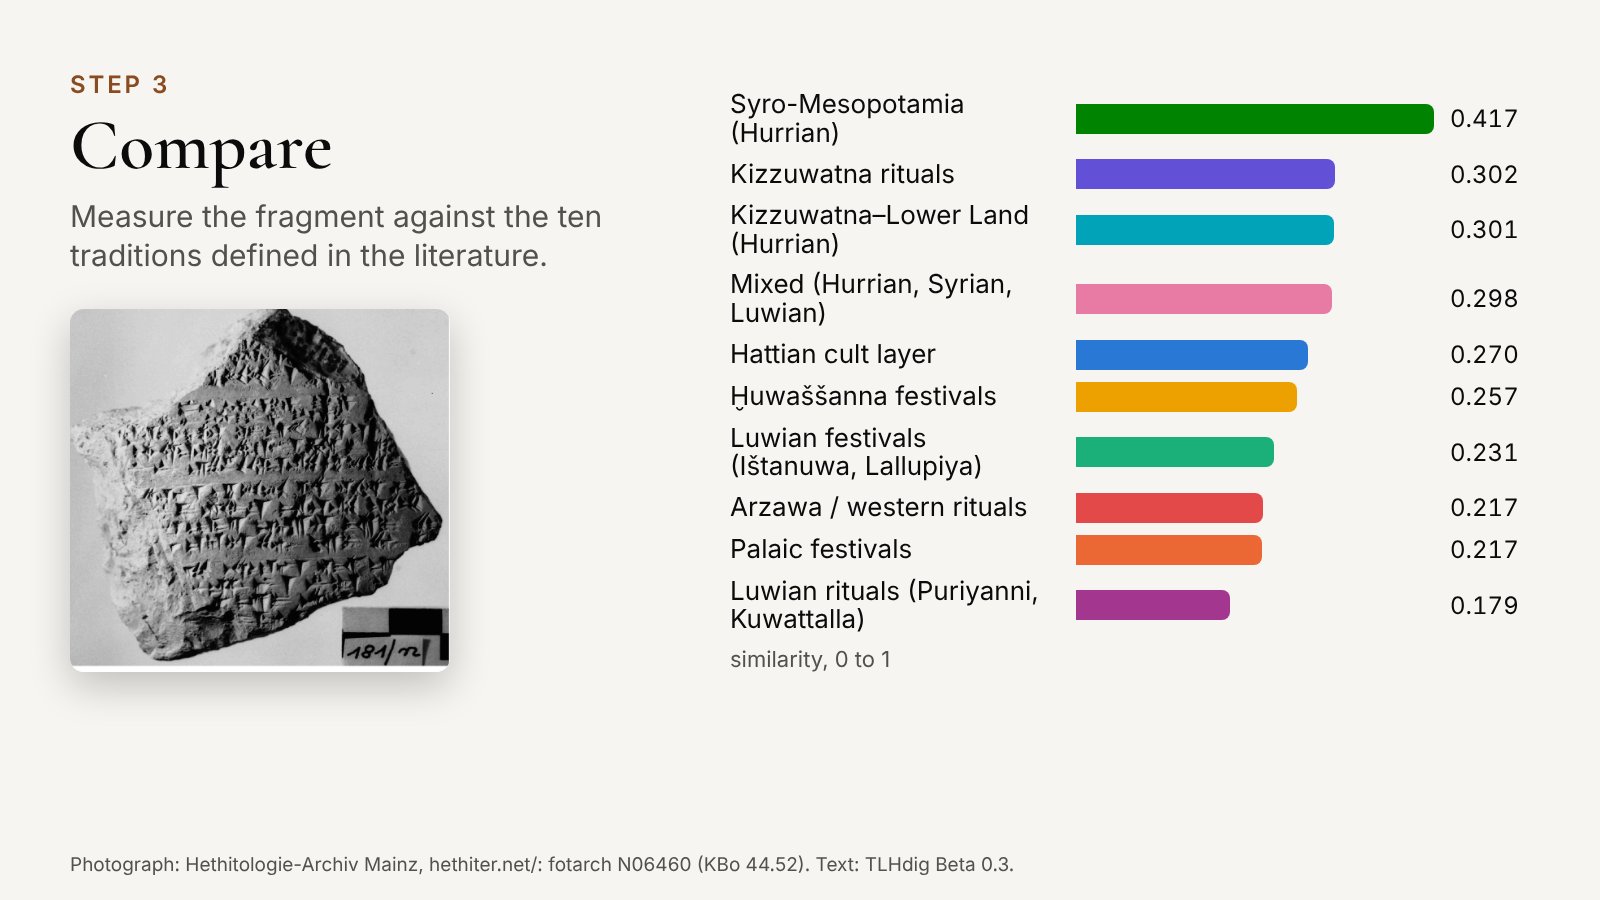 STEP 3
Compare
Measure the fragment against the ten
traditions defined in the literature.
181/n
Syro-Mesopotamia
(Hurrian)
0.417
Kizzuwatna rituals
0.302
Kizzuwatna–Lower Land
(Hurrian)
0.301
Mixed (Hurrian, Syrian,
Luwian)
0.298
Hattian cult layer
0.270
Ḫuwaššanna festivals
0.257
Luwian festivals
(Ištanuwa, Lallupiya)
0.231
Arzawa / western rituals
0.217
Palaic festivals
0.217
Luwian rituals (Puriyanni,
Kuwattalla)
0.179
similarity, 0 to 1
Photograph: Hethitologie-Archiv Mainz, hethiter.net/: fotarch N06460 (KBo 44.52). Text: TLHdig Beta 0.3.